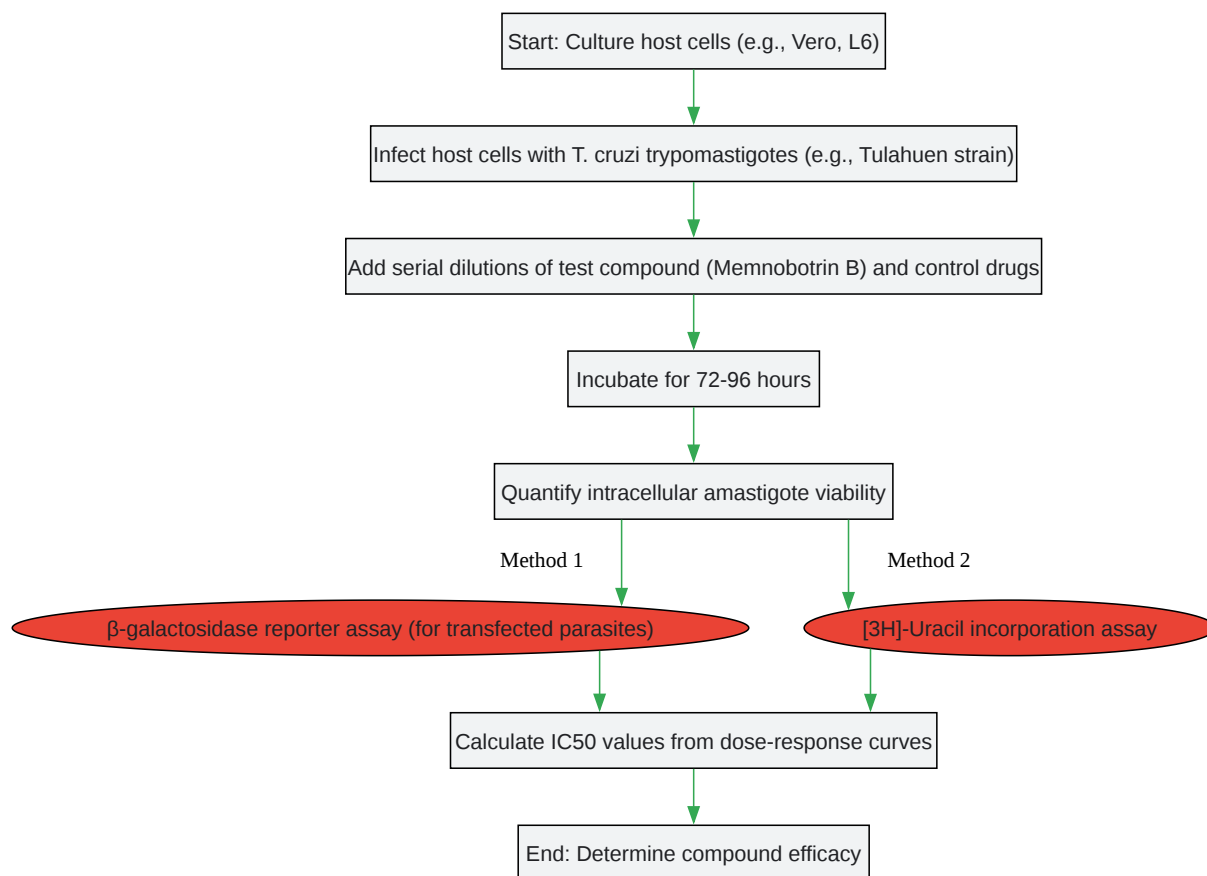 Start: Culture host cells (e.g., Vero, L6)
Infect host cells with T. cruzi trypomastigotes (e.g., Tulahuen strain)
Add serial dilutions of test compound (Memnobotrin B) and control drugs
Incubate for 72-96 hours
Quantify intracellular amastigote viability
Method 1
Method 2
β-galactosidase reporter assay (for transfected parasites)
[3H]-Uracil incorporation assay
Calculate IC50 values from dose-response curves
End: Determine compound efficacy